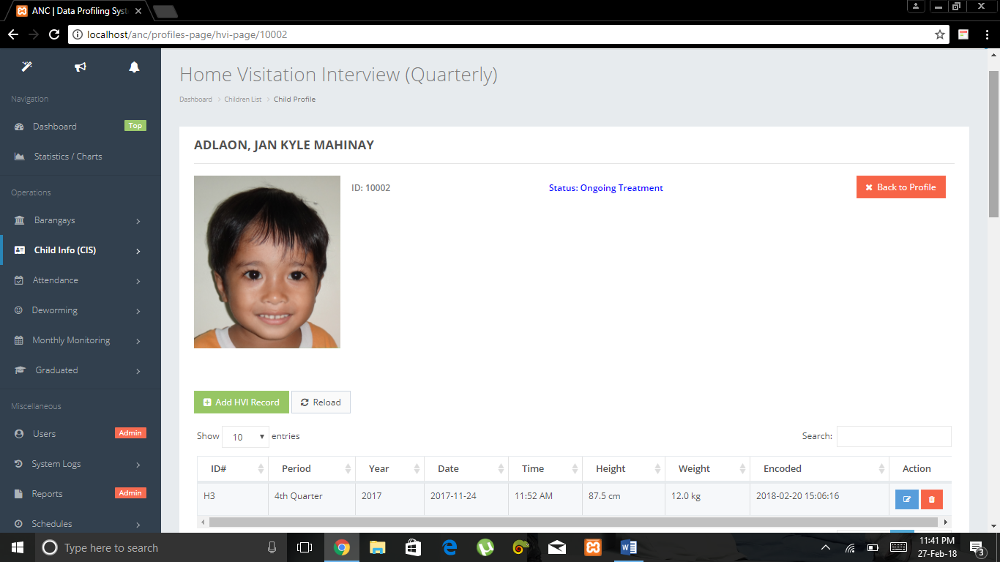 ANC | Data Profiling Syst
localhost/anc/profiles-page/hvi-page/10002
Navigation
Dashboard Top
Statistics / Charts
Operations
Barangays
Child Info (CIS)
Attendance
Deworming
Monthly Monitoring
Graduated
Miscellaneous
Users Admin
System Logs
Reports Admin
Schedules
Home Visitation Interview (Quarterly)
Dashboard > Children List > Child Profile
ADLAON, JAN KYLE MAHINAY
ID: 10002 Status: Ongoing Treatment Back to Profile
Add HVI Record Reload
Show 10 entries Search:
ID# Period Year Date Time Height Weight Encoded Action
H3 4th Quarter 2017 2017-11-24 11:52 AM 87.5 cm 12.0 kg 2018-02-20 15:06:16
Type here to search
11:41 PM
27-Feb-18
3